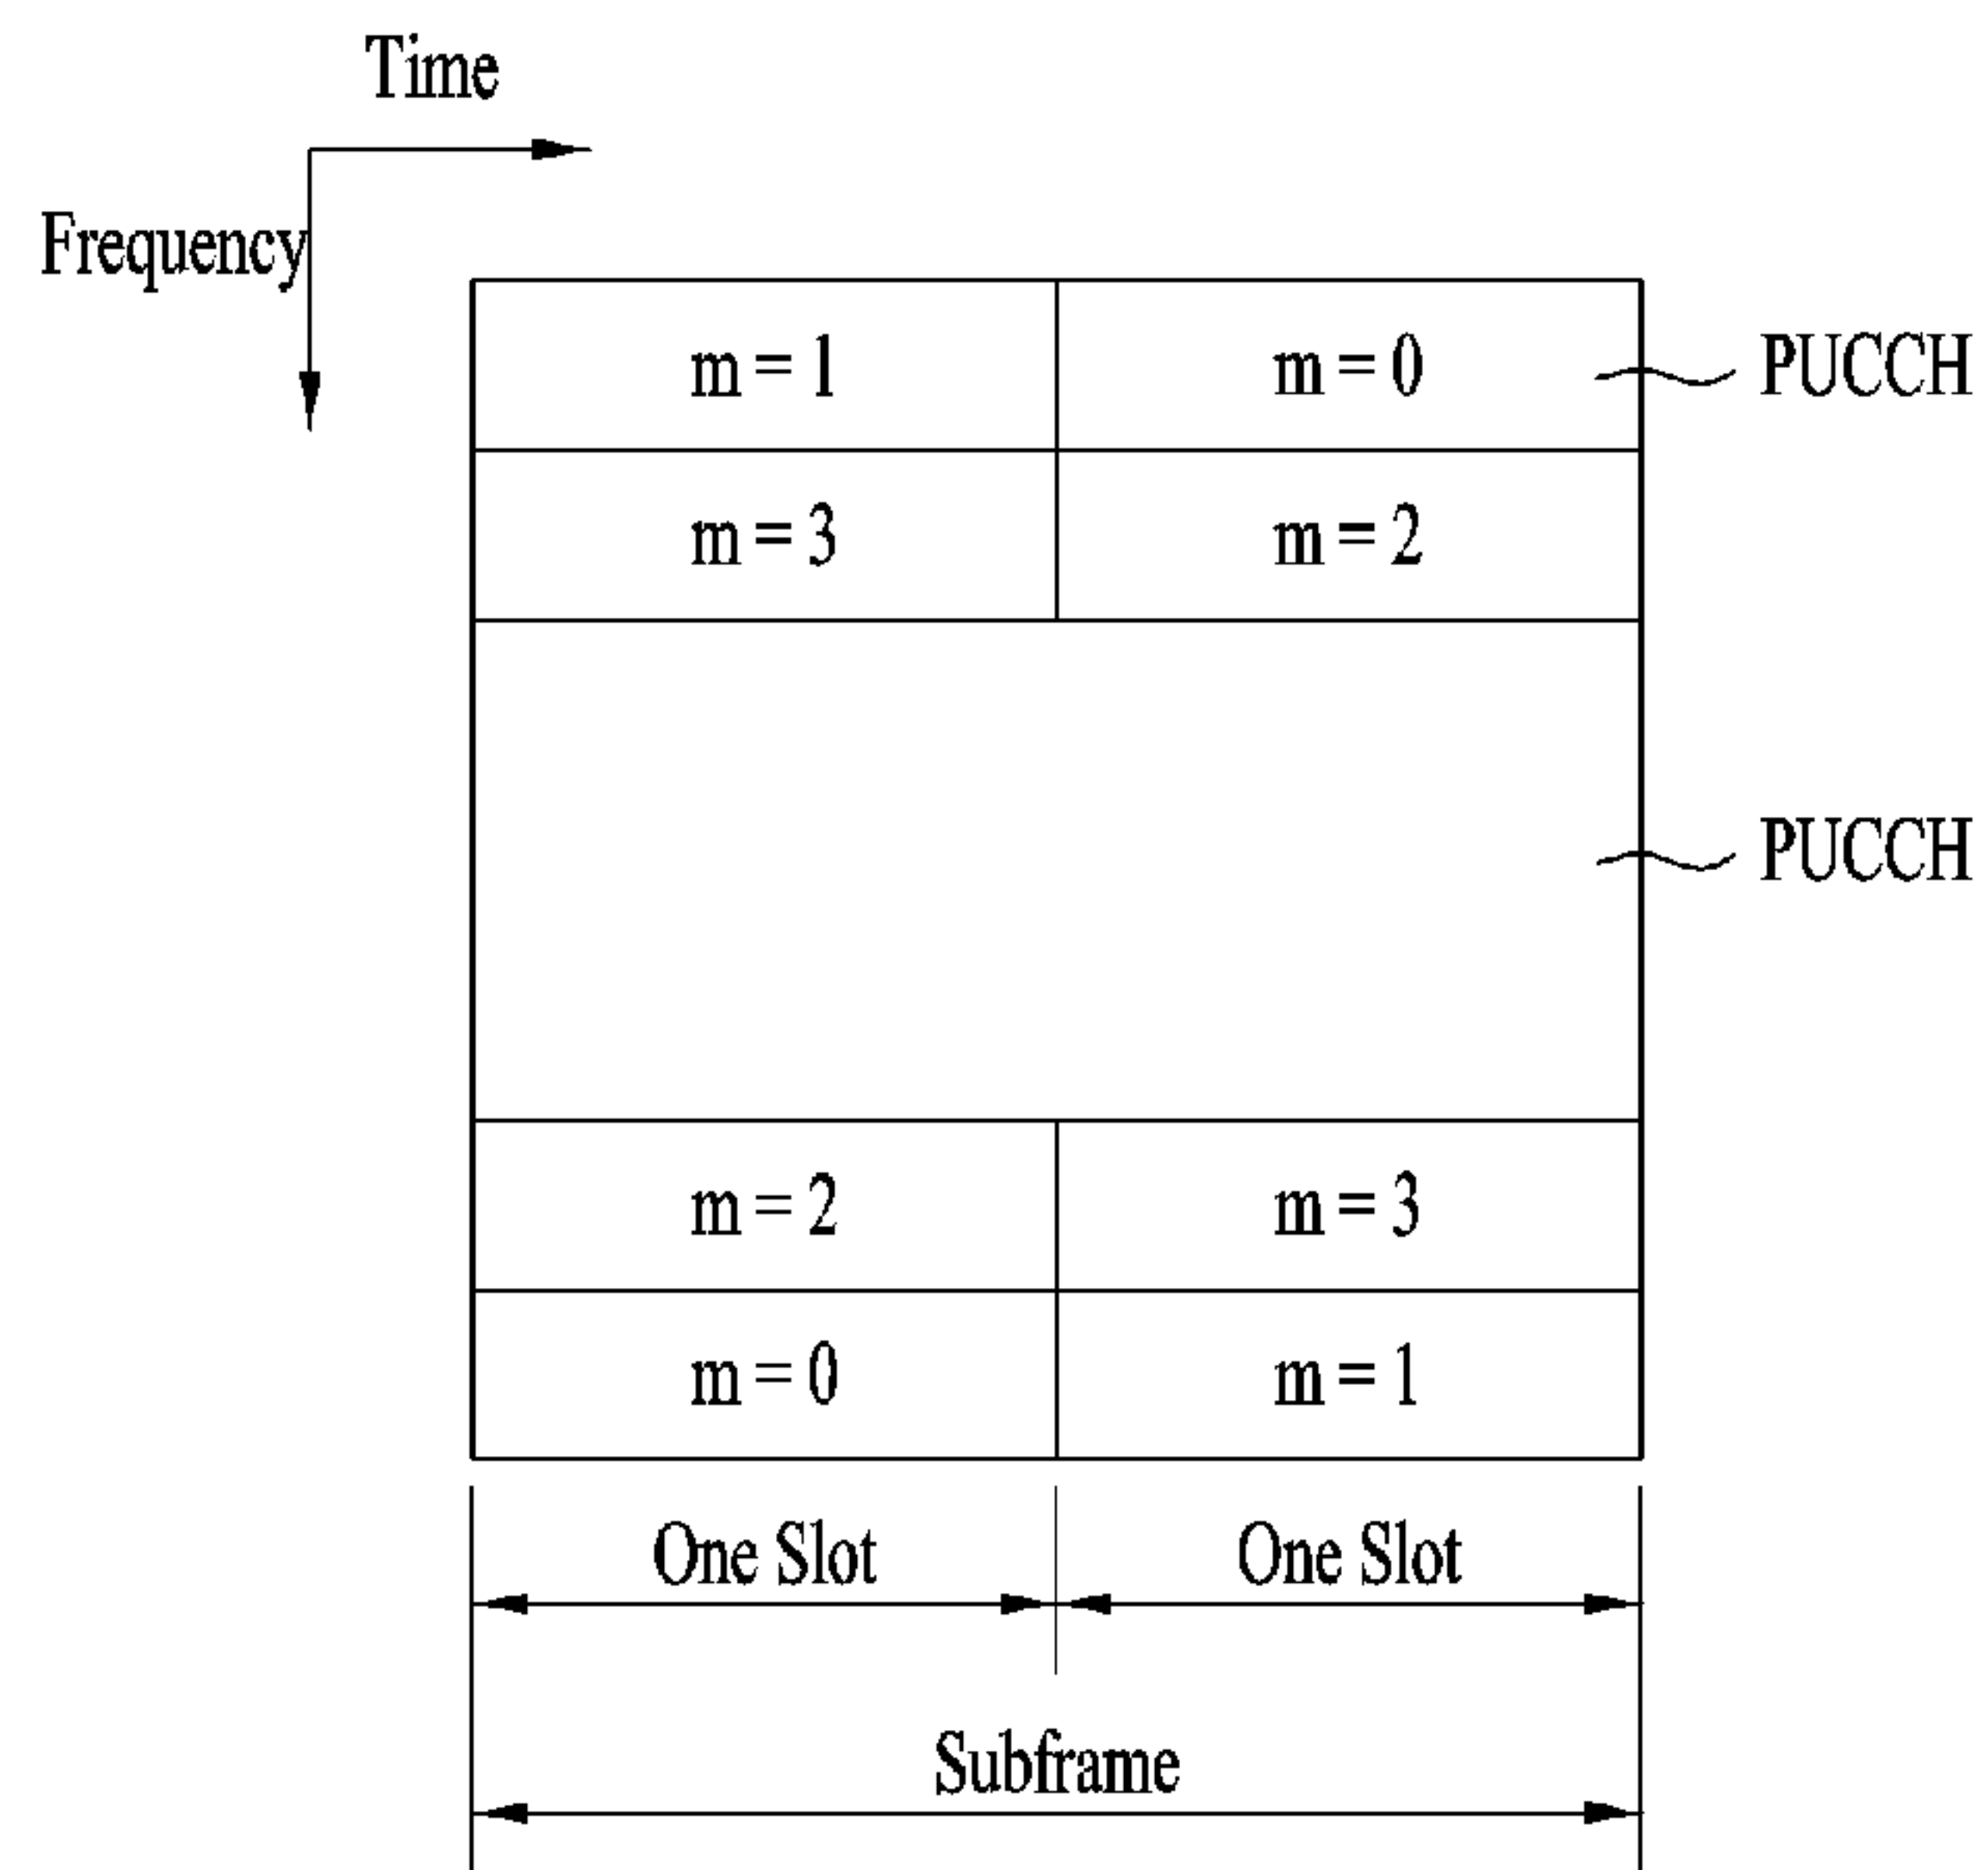 Time
Frequency
m = 1 m = 0 PUCCH
m = 3 m = 2
PUCCH
m = 2 m = 3
m = 0 m = 1
One Slot One Slot
Subframe